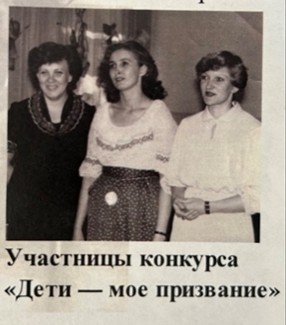 Участницы конкурса
«Дети — мое призвание»